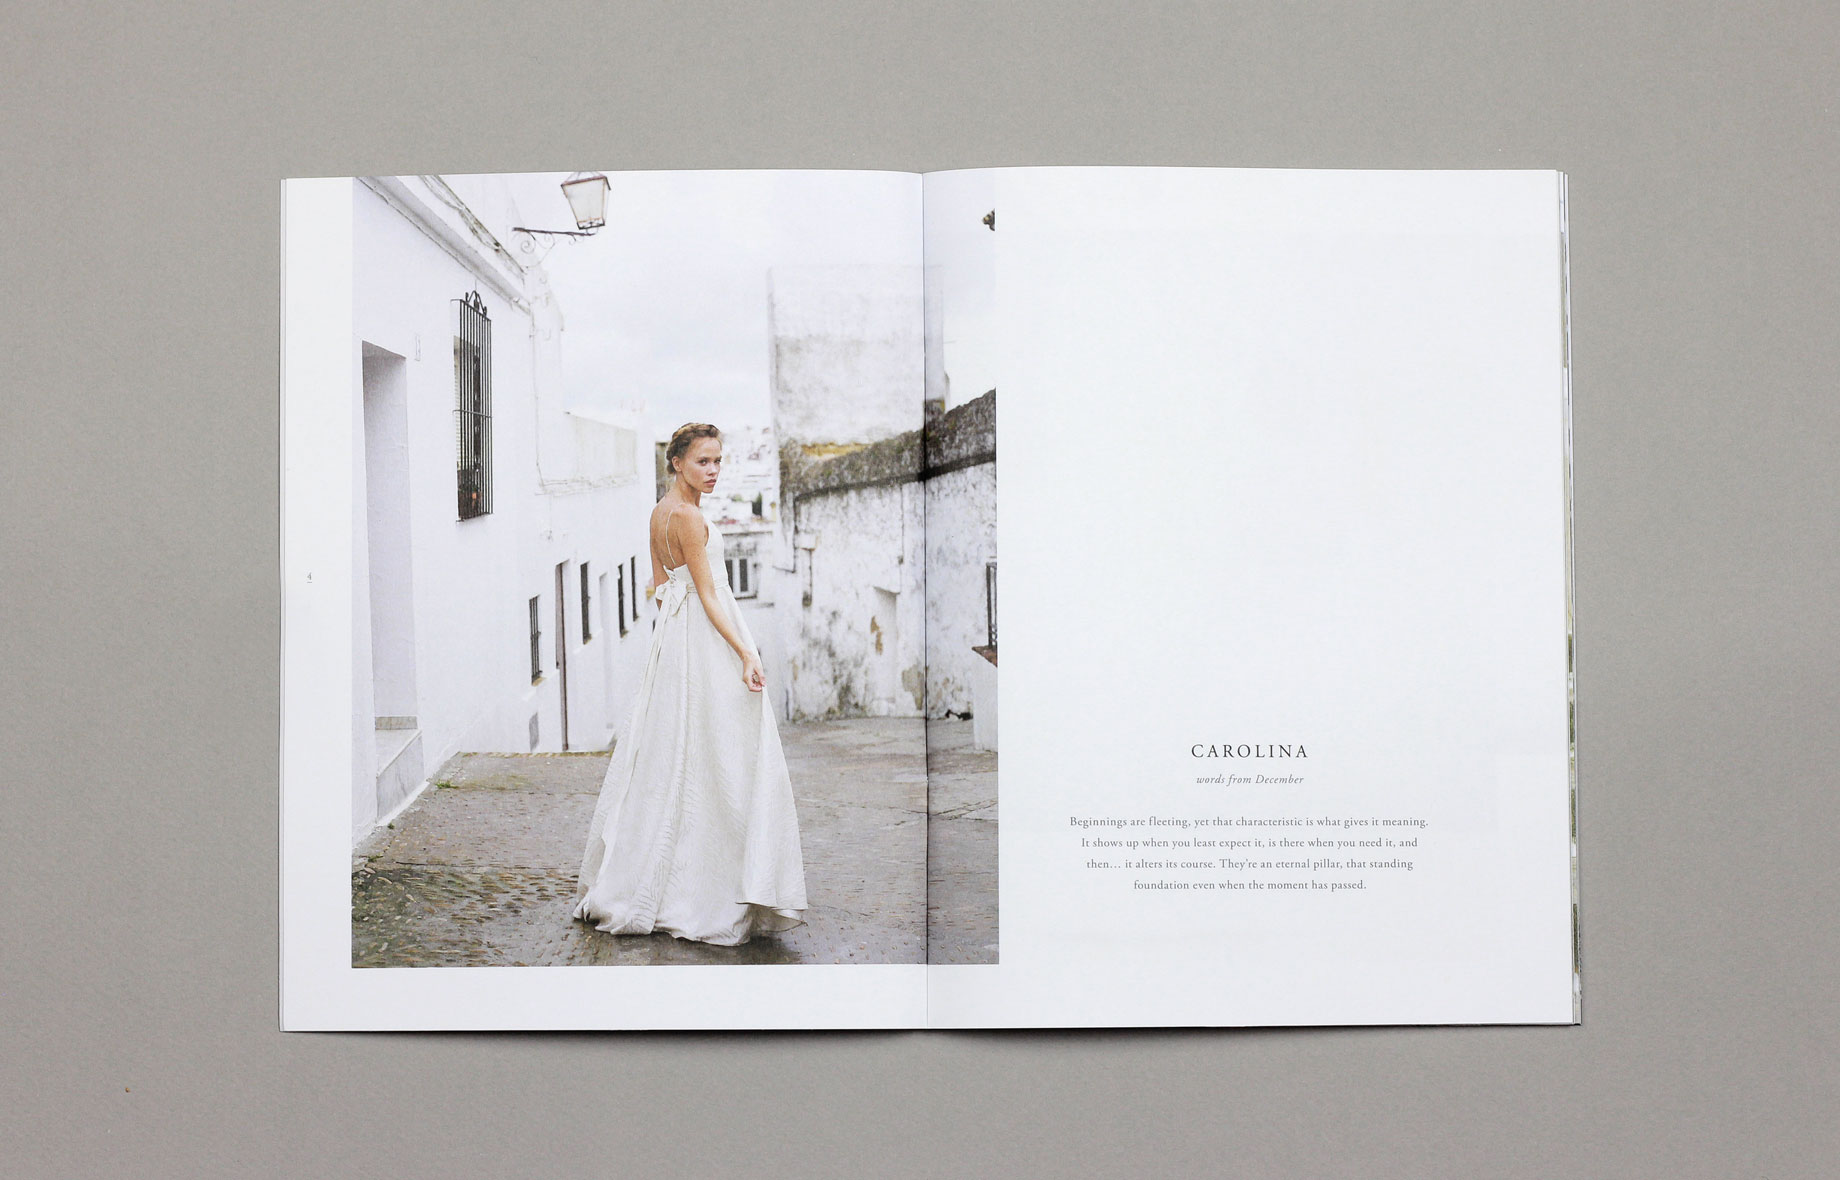 4
CAROLINA
words from December
Beginnings are fleeting, yet that characteristic is what gives it meaning.
It shows up when you least expect it, is there when you need it, and
then… it alters its course. They're an eternal pillar, that standing
foundation even when the moment has passed.